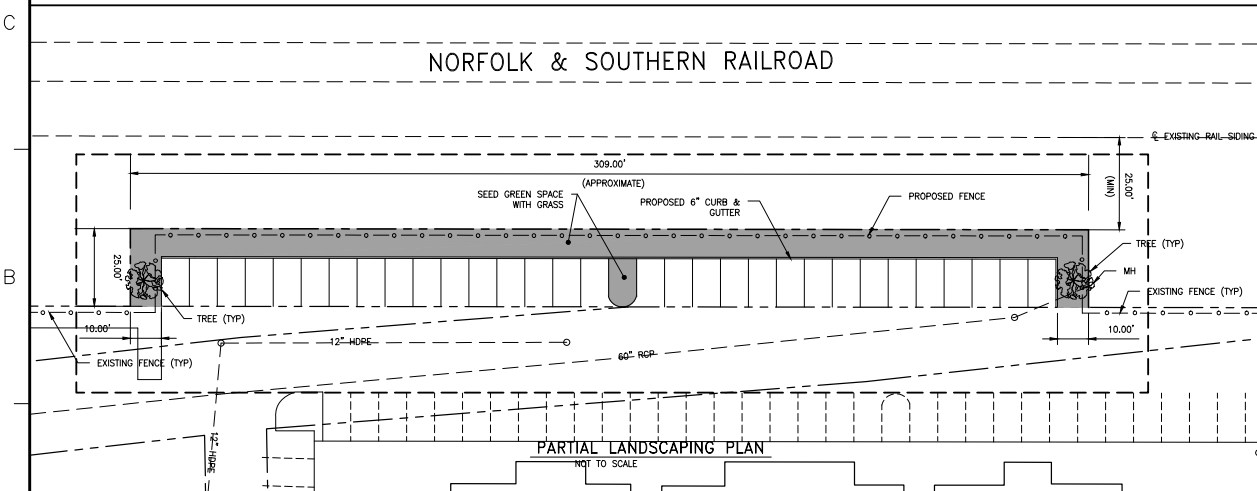 C
NORFOLK & SOUTHERN RAILROAD
℄ EXISTING RAIL SIDING
309.00'
(APPROXIMATE)
25.00'
(MIN)
SEED GREEN SPACE
WITH GRASS
PROPOSED 6" CURB &
GUTTER
PROPOSED FENCE
TREE (TYP)
MH
EXISTING FENCE (TYP)
B
25.00'
TREE (TYP)
10.00'
10.00'
EXISTING FENCE (TYP)
12" HDPE
60" RCP
12" HDPE
PARTIAL LANDSCAPING PLAN
NOT TO SCALE